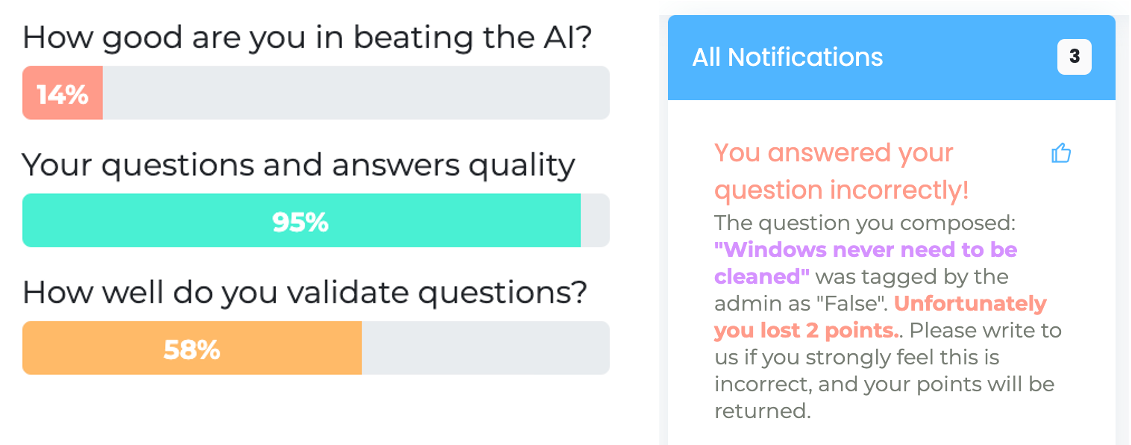 How good are you in beating the AI?
14%
Your questions and answers quality
95%
How well do you validate questions?
58%
All Notifications
3
You answered your
question incorrectly!
The question you composed:
"Windows never need to be
cleaned" was tagged by the
admin as "False". Unfortunately
you lost 2 points.. Please write to
us if you strongly feel this is
incorrect, and your points will be
returned.